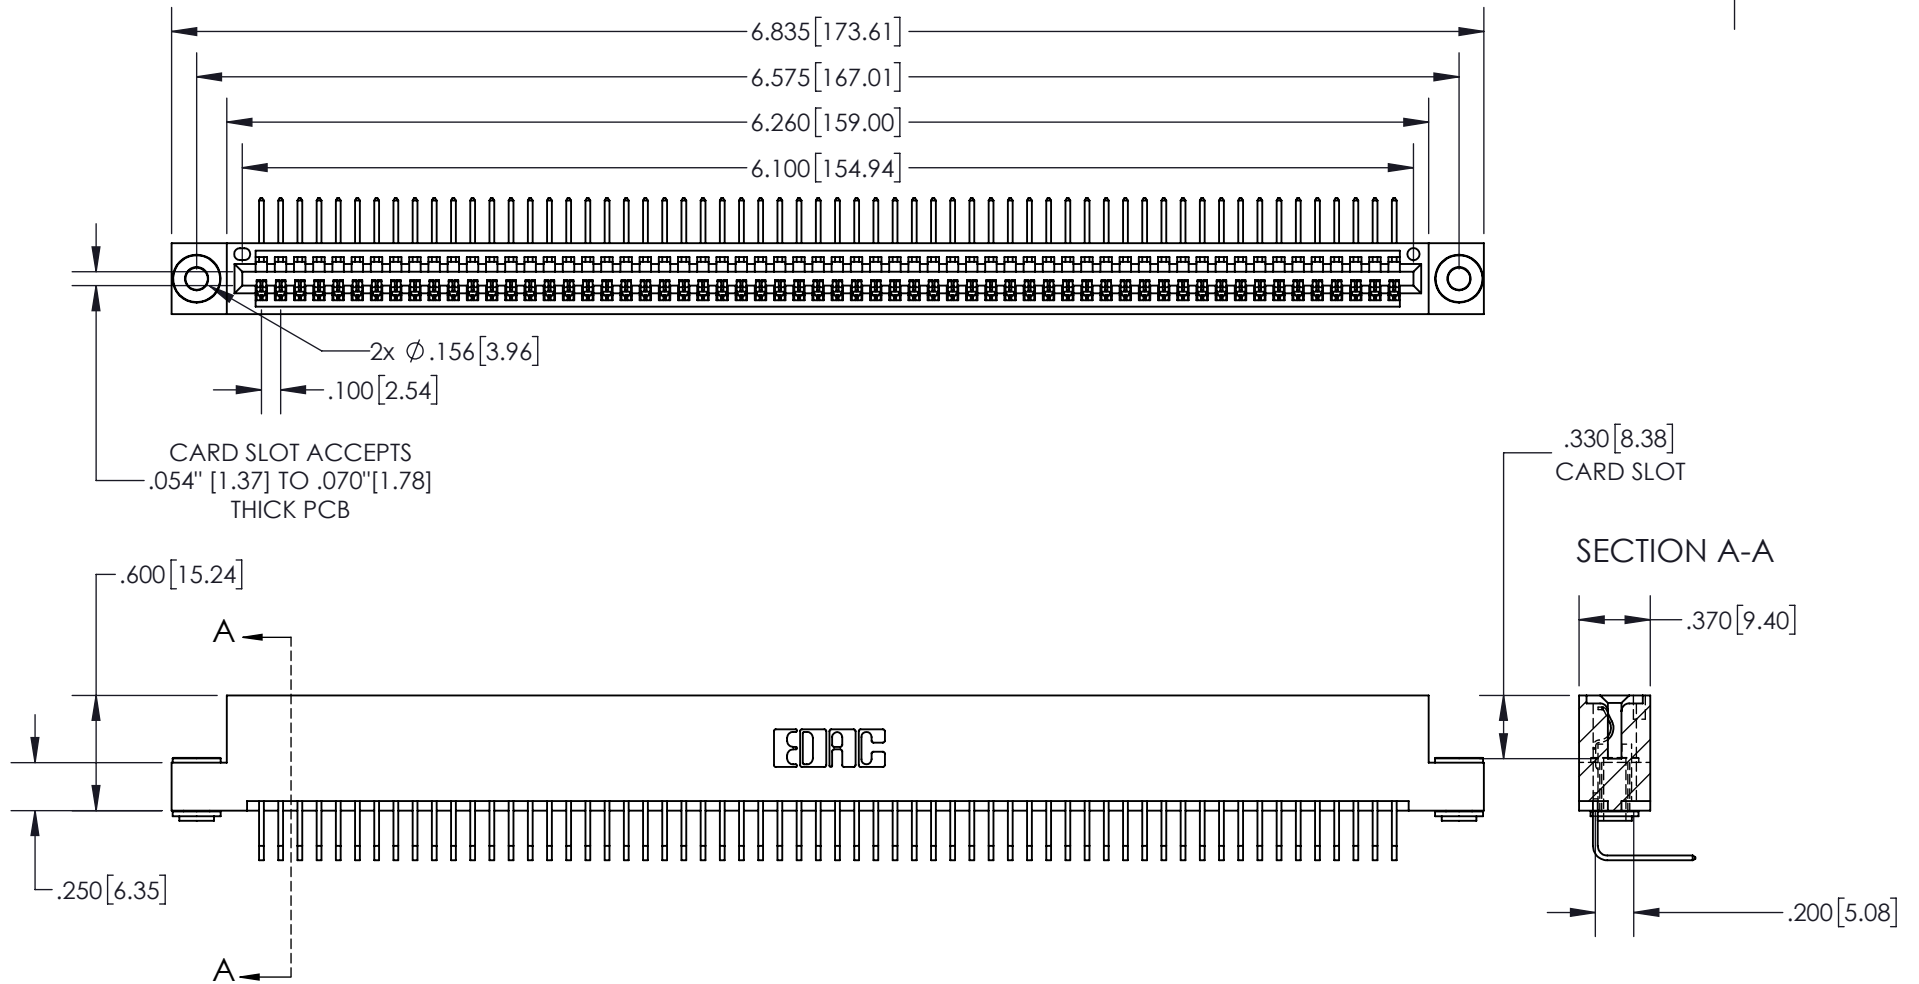 6.835[173.61]
6.575[167.01]
6.260[159.00]
6.100[154.94]
2x Ø.156[3.96]
.100[2.54]
CARD SLOT ACCEPTS
.054" [1.37] TO .070"[1.78]
THICK PCB
.330[8.38]
CARD SLOT
SECTION A-A
.600[15.24]
.370[9.40]
A
EDAC
.250[6.35]
.200[5.08]
A